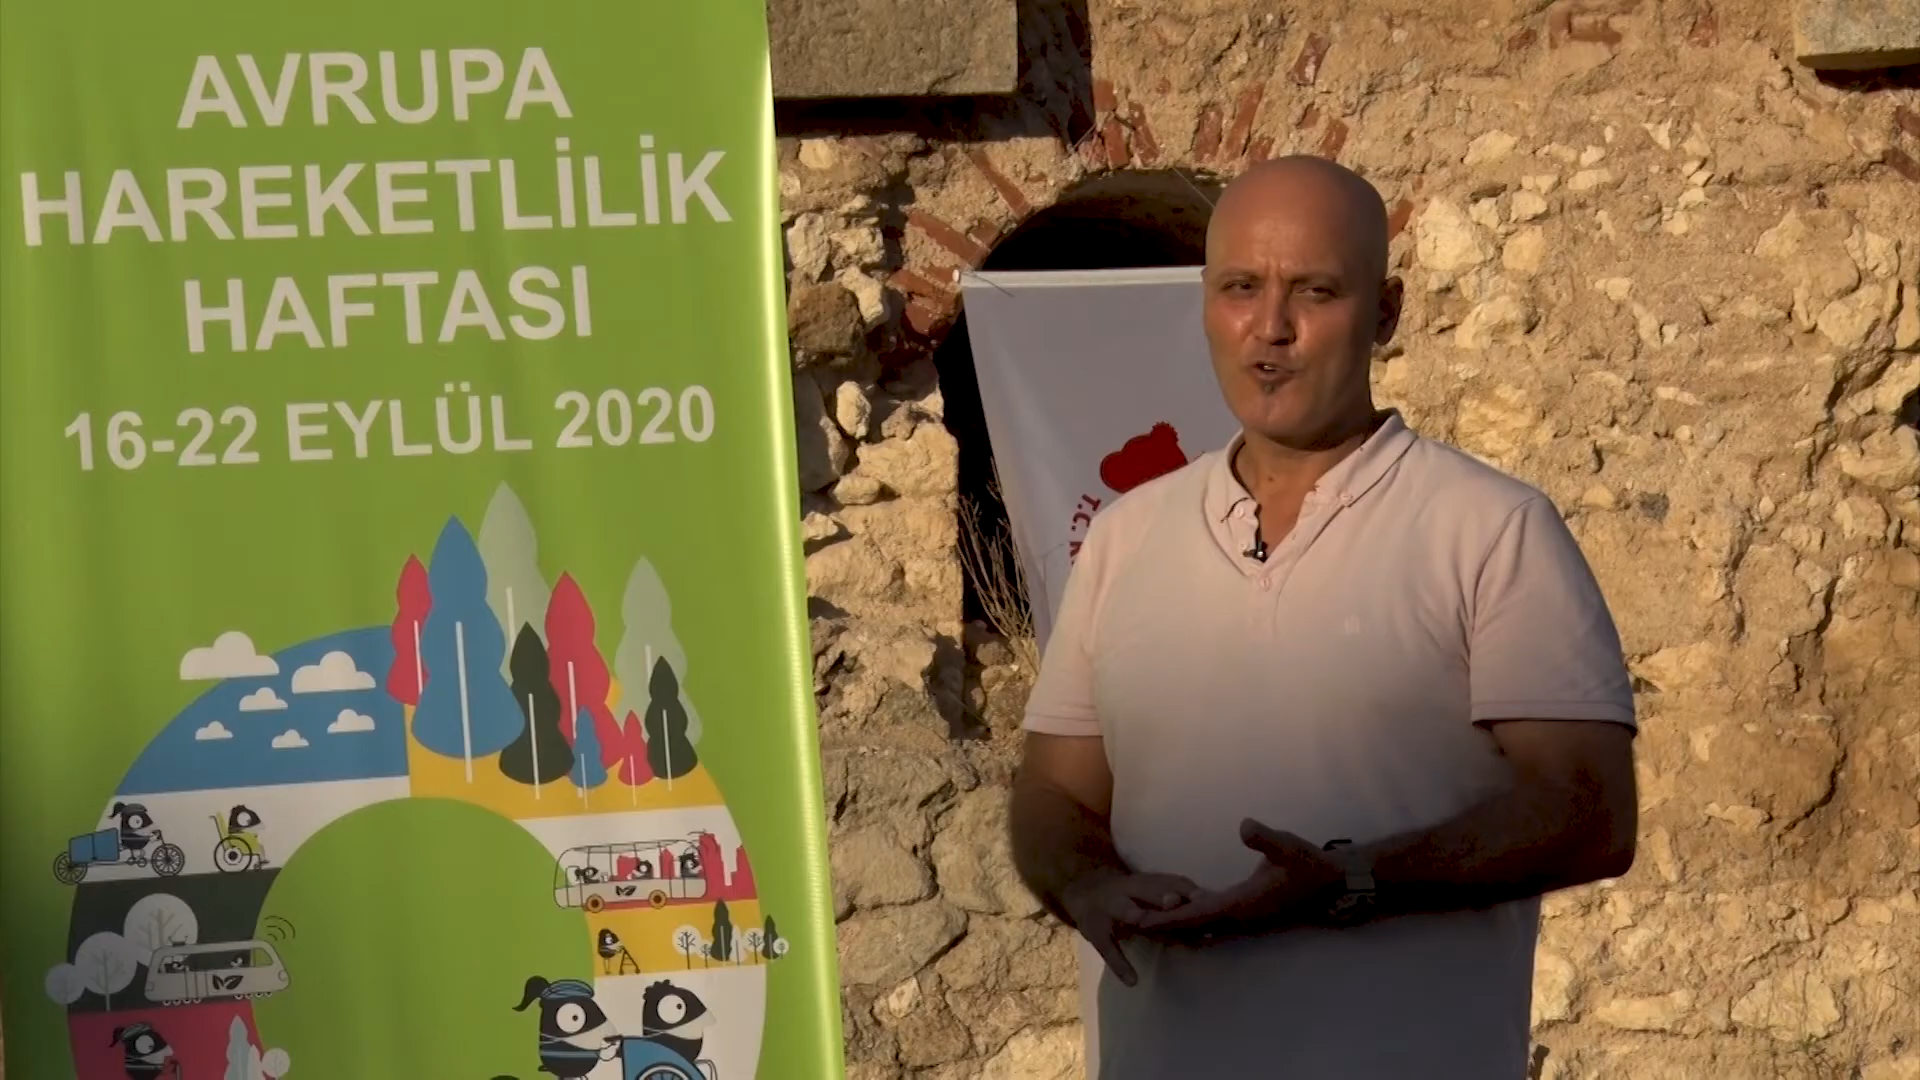 AVRUPA
HAREKETLİLİK
HAFTASI
16-22 EYLÜL 2020
T.C.